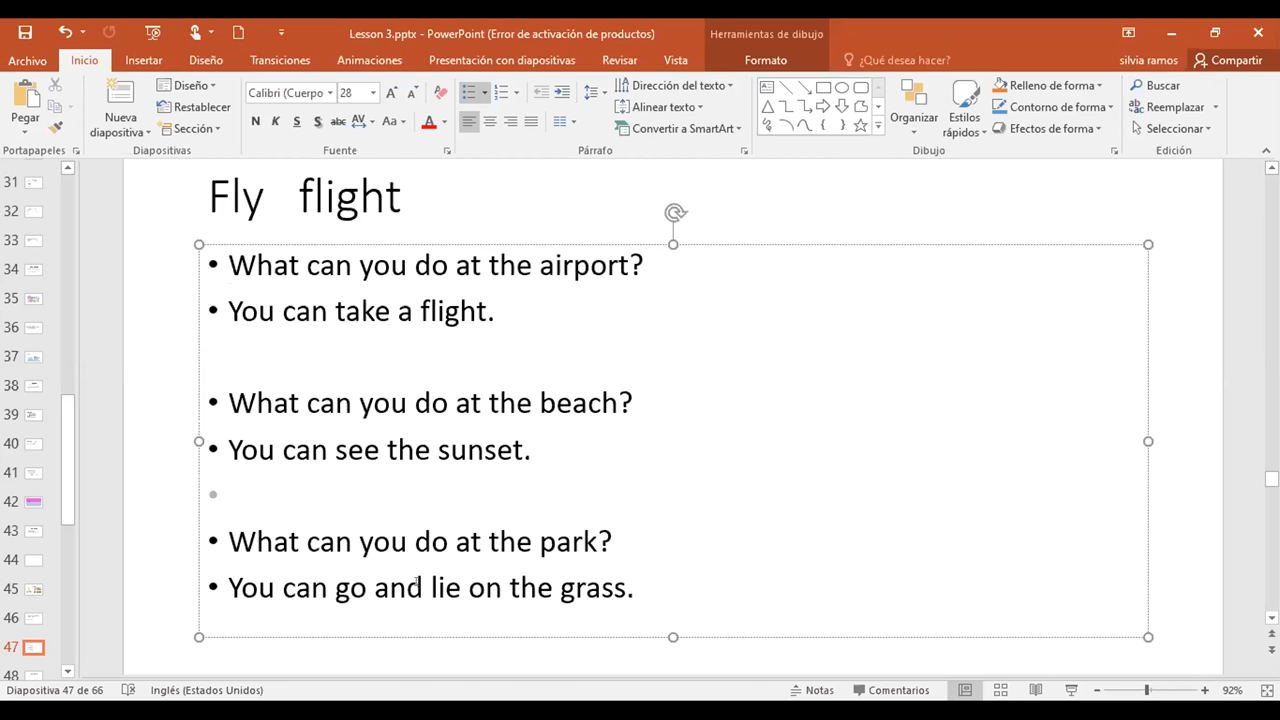 Lesson 3.pptx - PowerPoint (Error de activación de productos)
Herramientas de dibujo
Archivo Inicio Insertar Diseño Transiciones Animaciones Presentación con diapositivas Revisar Vista Formato ¿Qué desea hacer? silvia ramos Compartir
Pegar
Nueva diapositiva
Diseño
Restablecer
Sección
Calibri (Cuerpo 28
N K S S abc AV Aa A
Dirección del texto
Alinear texto
Convertir a SmartArt
Organizar
Estilos rápidos
Relleno de forma
Contorno de forma
Efectos de forma
Buscar
Reemplazar
Seleccionar
Portapapeles Diapositivas Fuente Párrafo Dibujo Edición
31
32
33
34
35
36
37
38
39
40
41
42
43
44
45
46
47
48
Fly flight
• What can you do at the airport?
• You can take a flight.
• What can you do at the beach?
• You can see the sunset.
•
• What can you do at the park?
• You can go and lie on the grass.
Diapositiva 47 de 66 Inglés (Estados Unidos) Notas Comentarios 92%